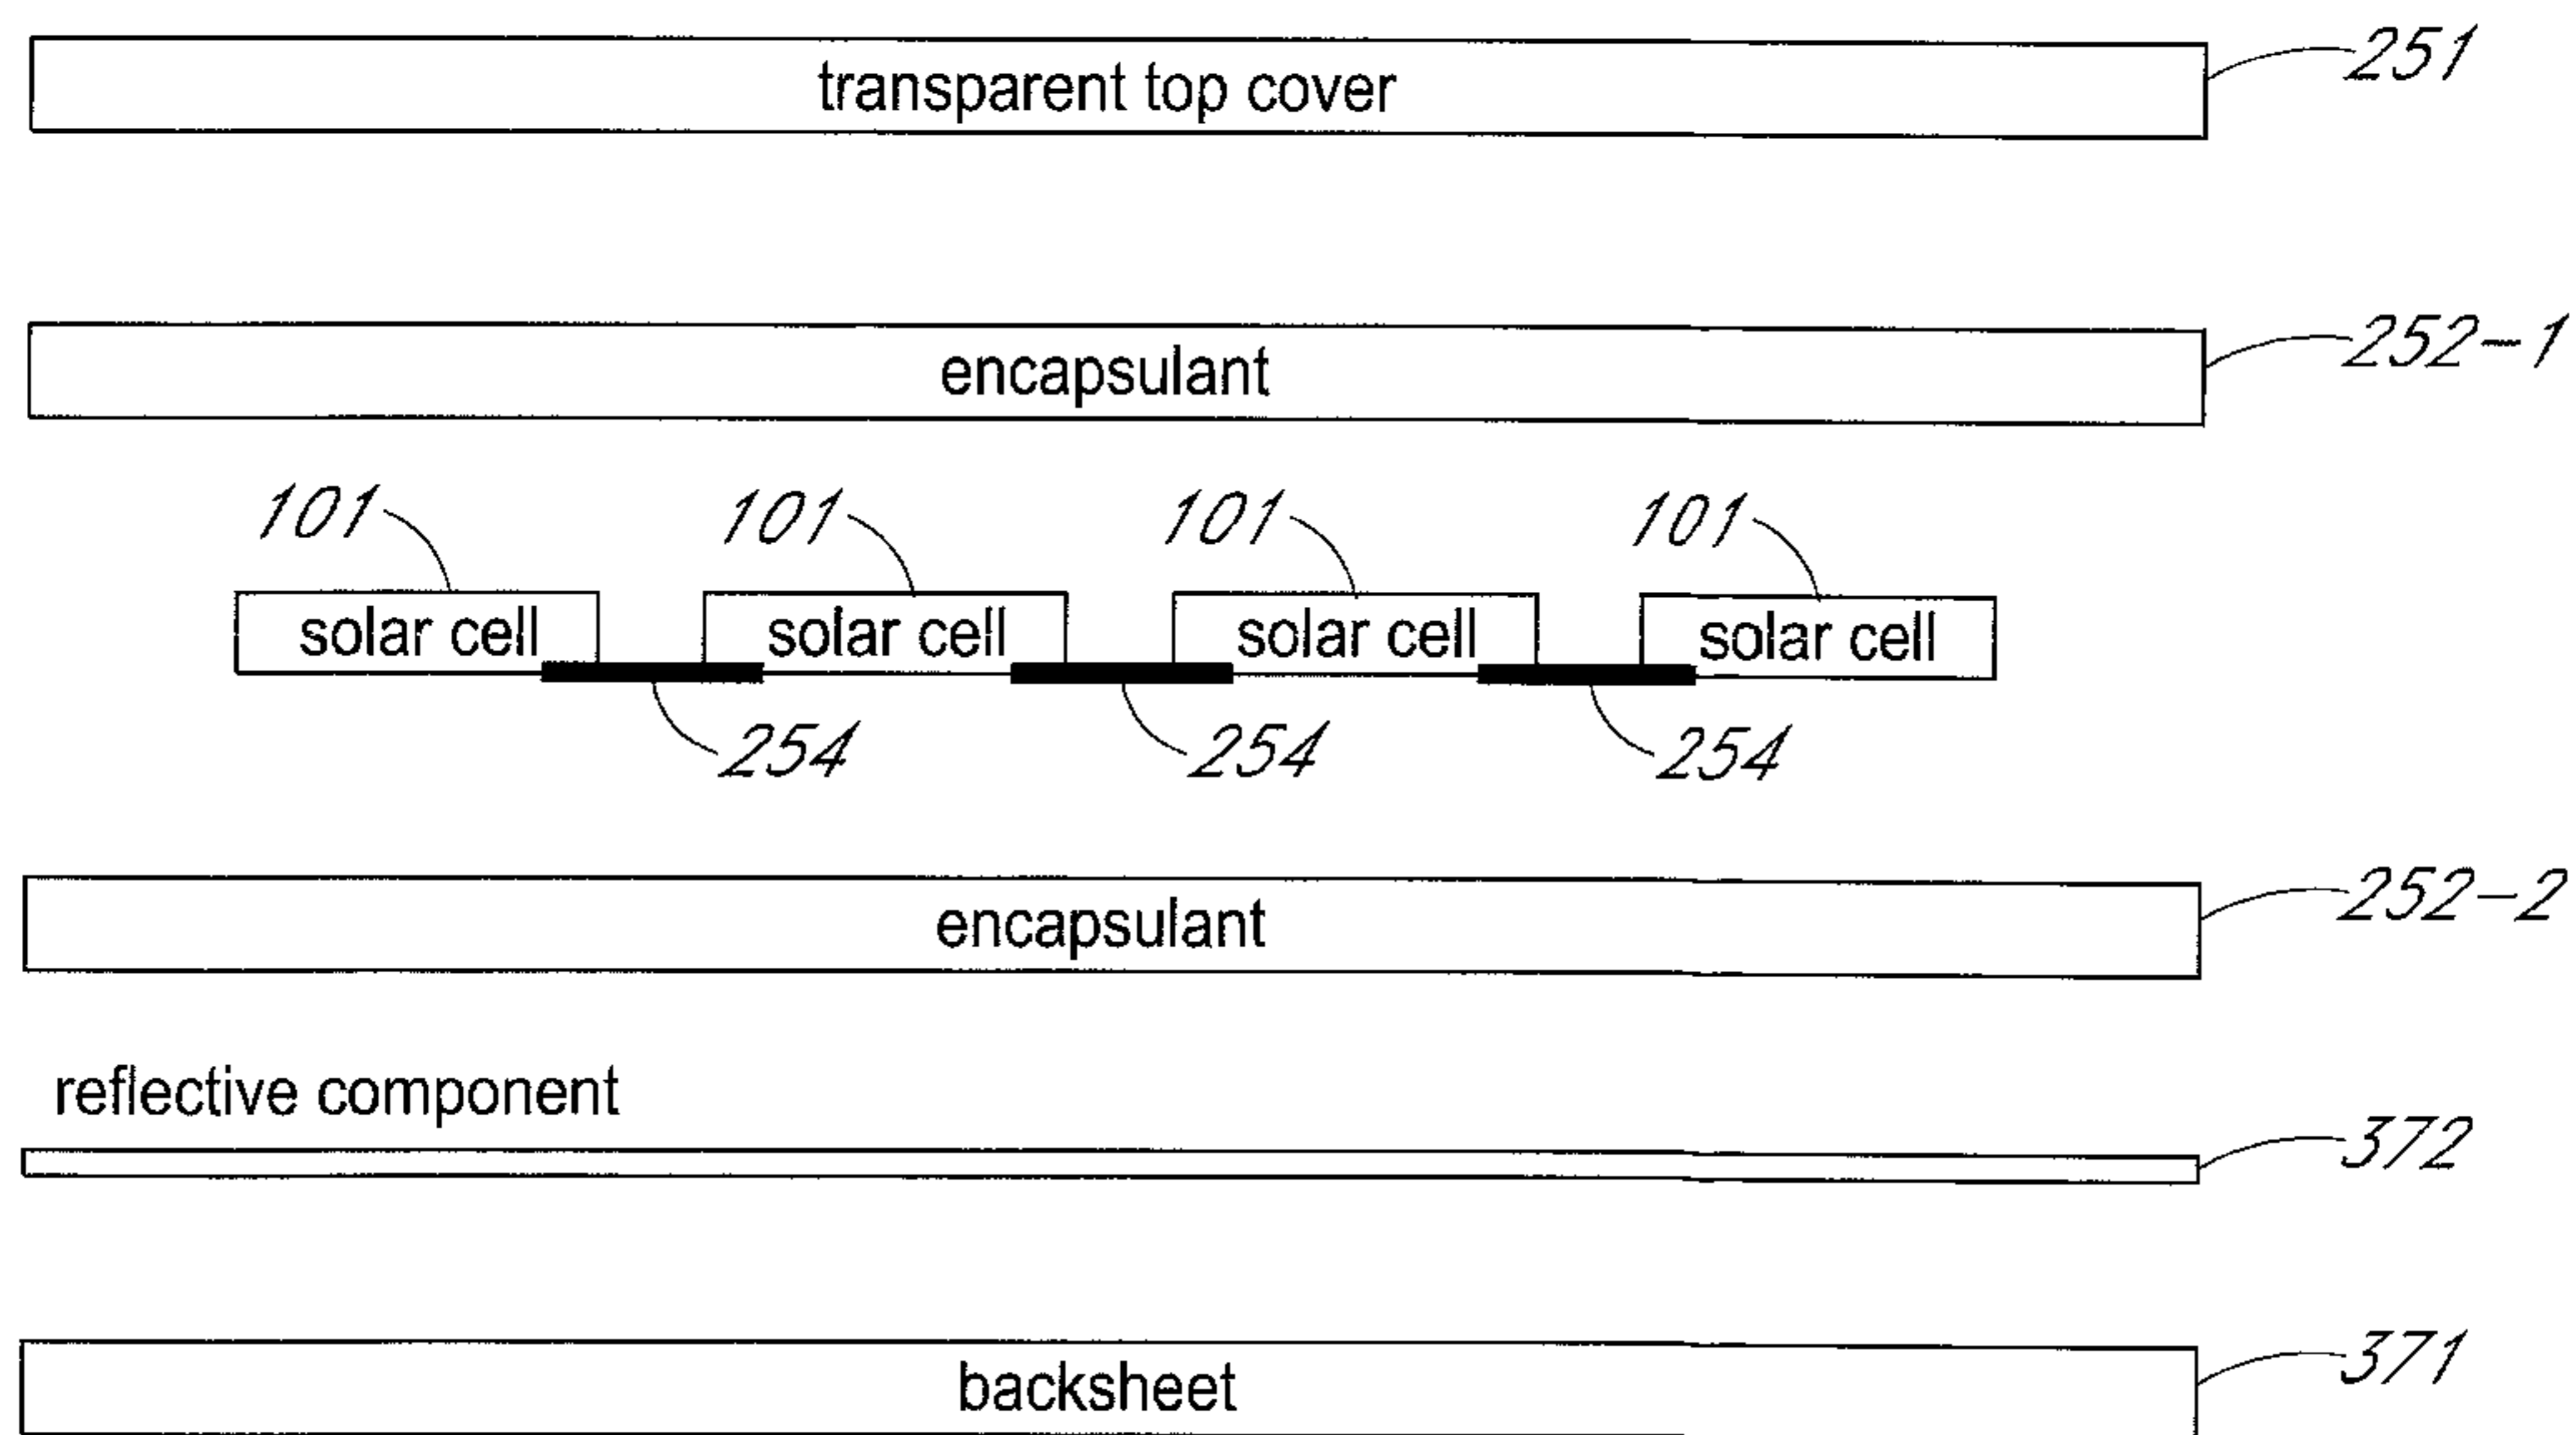 transparent top cover 251
encapsulant 252-1
101 101 101 101
solar cell solar cell solar cell solar cell
254 254 254
encapsulant 252-2
reflective component
372
backsheet 371